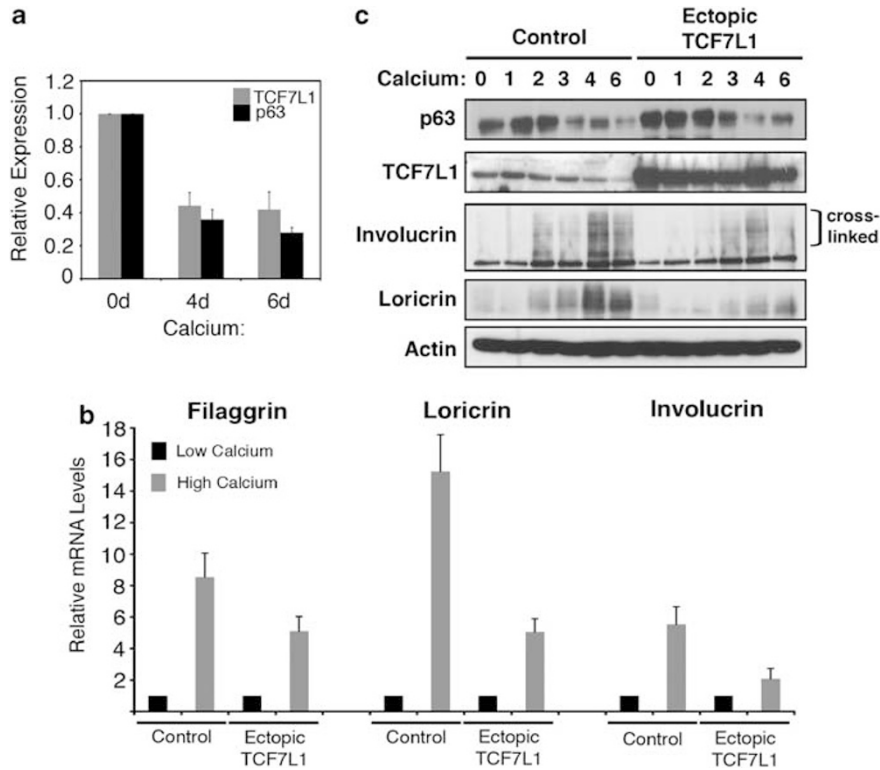 a
1.2
1.0
0.8
0.6
0.4
0.2
0
Relative Expression
TCF7L1
p63
0d 4d 6d
Calcium:
c
Control
Ectopic
TCF7L1
Calcium: 0 1 2 3 4 6 0 1 2 3 4 6
p63
TCF7L1
Involucrin
cross-
linked
Loricrin
Actin
b
Filaggrin Loricrin Involucrin
18
16
14
12
10
8
6
4
2
Relative mRNA Levels
Low Calcium
High Calcium
Control Ectopic Control Ectopic Control Ectopic
TCF7L1 TCF7L1 TCF7L1